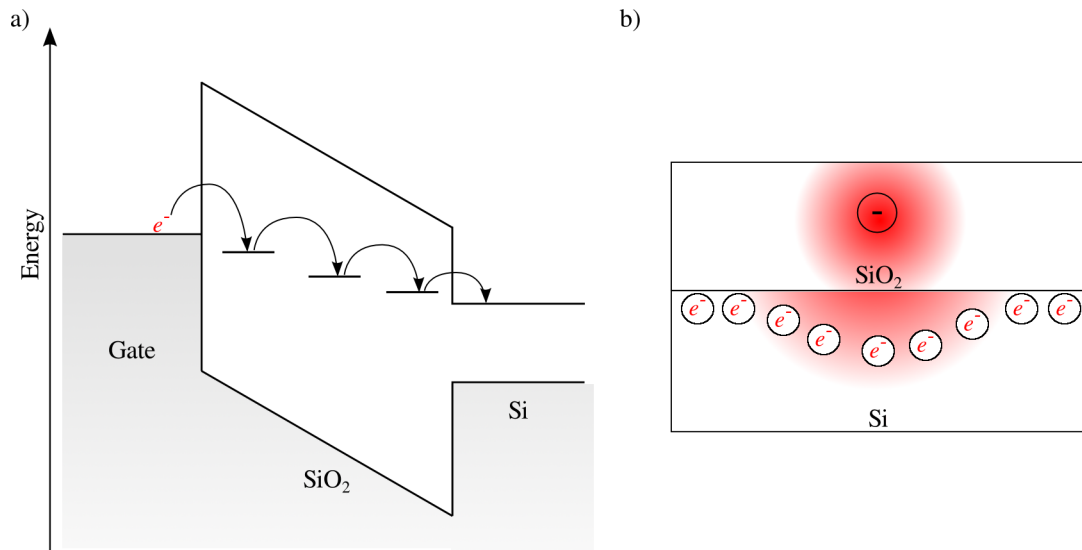 a)
Energy
e-
Gate
SiO2
Si
b)
-
SiO2
e- e- e- e- e- e- e- e- e-
Si